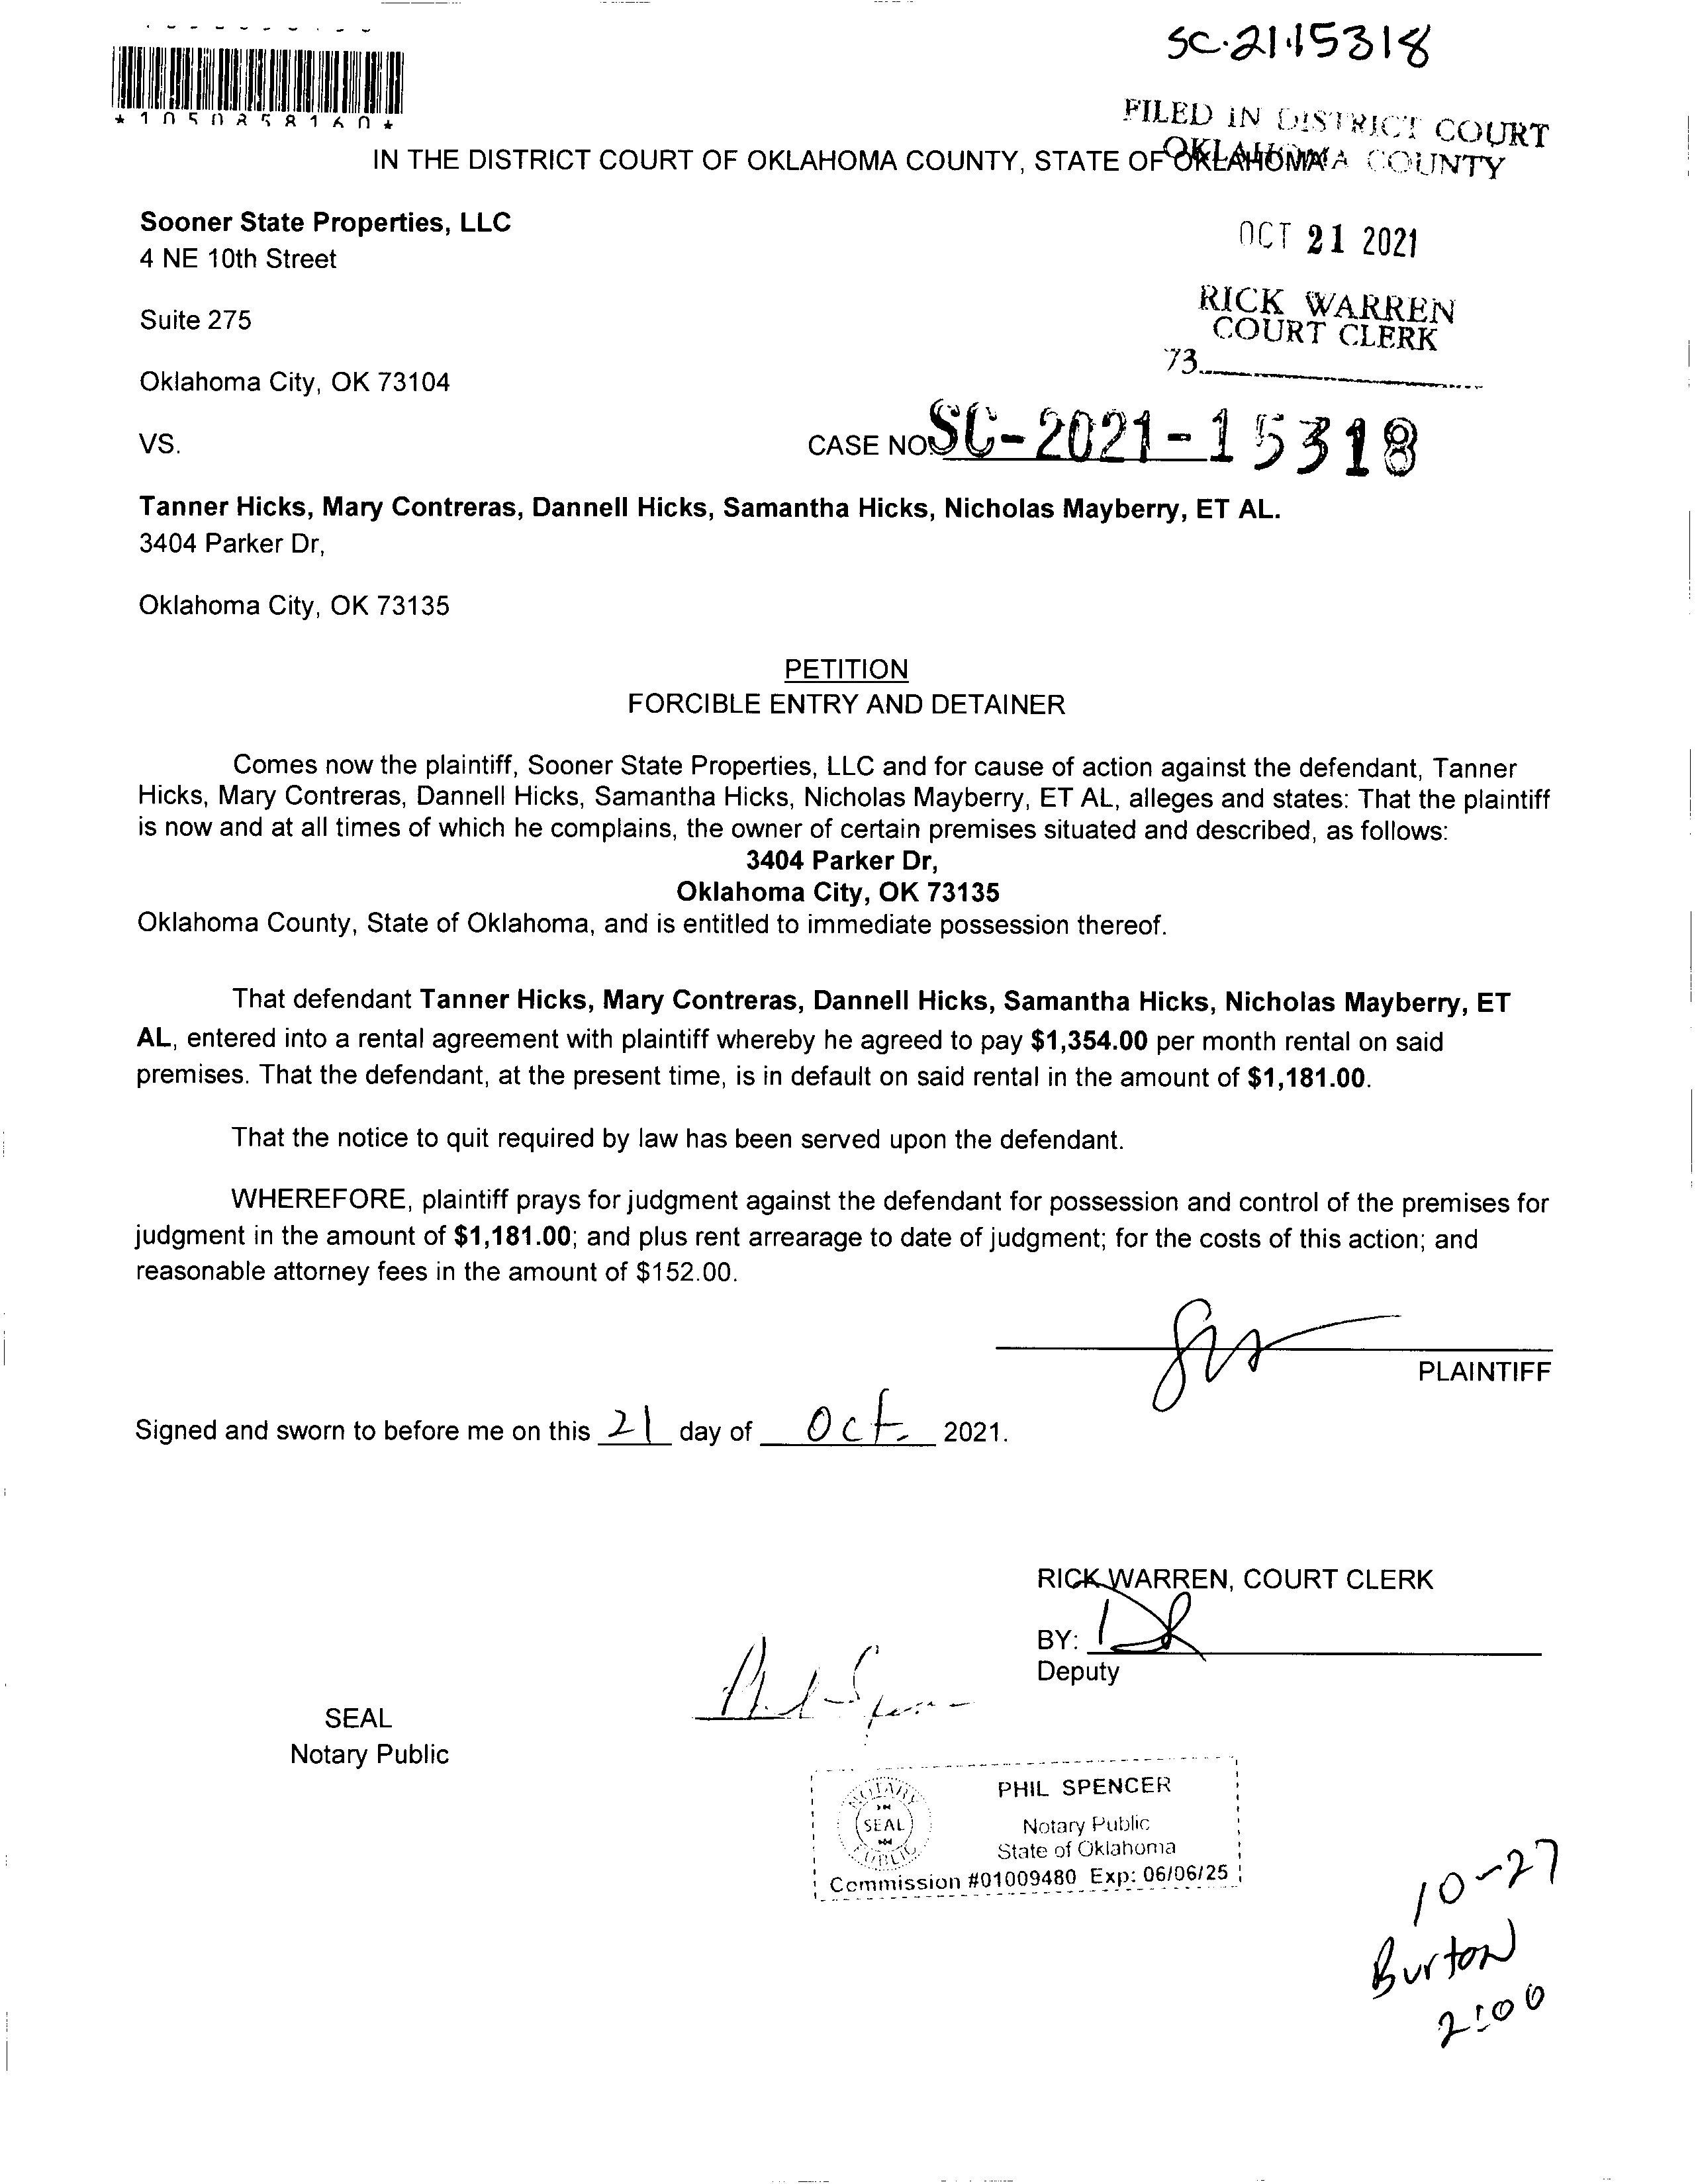 SC-21-15318
*1050858160*
FILED IN DISTRICT COURT
OKLAHOMA COUNTY
IN THE DISTRICT COURT OF OKLAHOMA COUNTY, STATE OF OKLAHOMA
Sooner State Properties, LLC
4 NE 10th Street
OCT 21 2021
Suite 275
RICK WARREN
COURT CLERK
73
Oklahoma City, OK 73104
VS.
CASE NO. SC-2021-15318
Tanner Hicks, Mary Contreras, Dannell Hicks, Samantha Hicks, Nicholas Mayberry, ET AL.
3404 Parker Dr,
Oklahoma City, OK 73135
PETITION
FORCIBLE ENTRY AND DETAINER
Comes now the plaintiff, Sooner State Properties, LLC and for cause of action against the defendant, Tanner
Hicks, Mary Contreras, Dannell Hicks, Samantha Hicks, Nicholas Mayberry, ET AL, alleges and states: That the plaintiff
is now and at all times of which he complains, the owner of certain premises situated and described, as follows:
3404 Parker Dr,
Oklahoma City, OK 73135
Oklahoma County, State of Oklahoma, and is entitled to immediate possession thereof.
That defendant Tanner Hicks, Mary Contreras, Dannell Hicks, Samantha Hicks, Nicholas Mayberry, ET
AL, entered into a rental agreement with plaintiff whereby he agreed to pay $1,354.00 per month rental on said
premises. That the defendant, at the present time, is in default on said rental in the amount of $1,181.00.
That the notice to quit required by law has been served upon the defendant.
WHEREFORE, plaintiff prays for judgment against the defendant for possession and control of the premises for
judgment in the amount of $1,181.00; and plus rent arrearage to date of judgment; for the costs of this action; and
reasonable attorney fees in the amount of $152.00.
PLAINTIFF
Signed and sworn to before me on this 21 day of Oct. 2021.
RICK WARREN, COURT CLERK
BY:
Deputy
SEAL
Notary Public
NOTARY
SEAL
PUBLIC
PHIL SPENCER
Notary Public
State of Oklahoma
Commission #01009480 Exp: 06/06/25
10-27
Burton
2:00